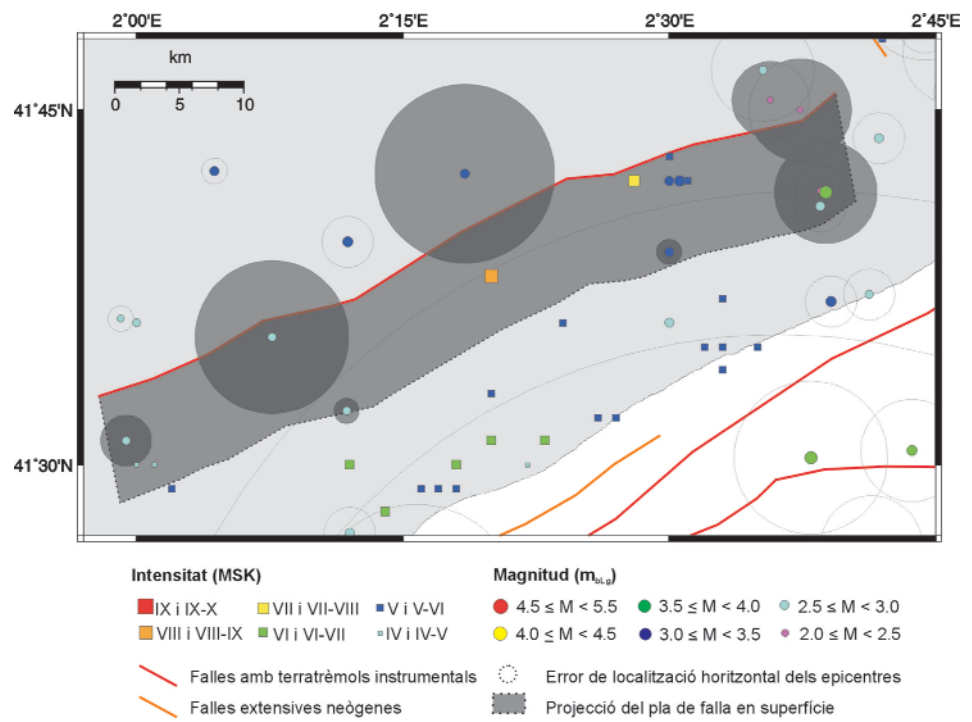 2°00'E 2°15'E 2°30'E 2°45'E
km
0 5 10
41°45'N
41°30'N
Intensitat (MSK) Magnitud (mbLg)
IX i IX-X VII i VII-VIII V i V-VI 4.5 ≤ M < 5.5 3.5 ≤ M < 4.0 2.5 ≤ M < 3.0
VIII i VIII-IX VI i VI-VII IV i IV-V 4.0 ≤ M < 4.5 3.0 ≤ M < 3.5 2.0 ≤ M < 2.5
Falles amb terratrèmols instrumentals Error de localització horitzontal dels epicentres
Falles extensives neògenes Projecció del pla de falla en superfície